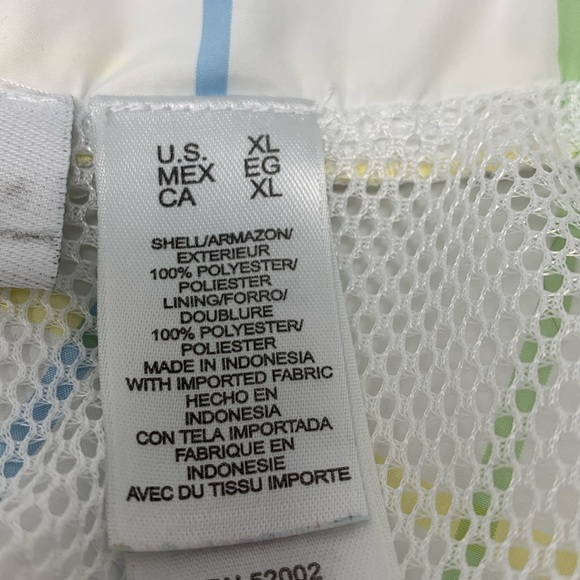 U.S. XL
MEX EG
CA XL
SHELL/ARMAZON/
EXTERIEUR
100% POLYESTER/
POLIESTER
LINING/FORRO/
DOUBLURE
100% POLYESTER/
POLIESTER
MADE IN INDONESIA
WITH IMPORTED FABRIC
HECHO EN
INDONESIA
CON TELA IMPORTADA
FABRIQUE EN
INDONESIE
AVEC DU TISSU IMPORTE
52002